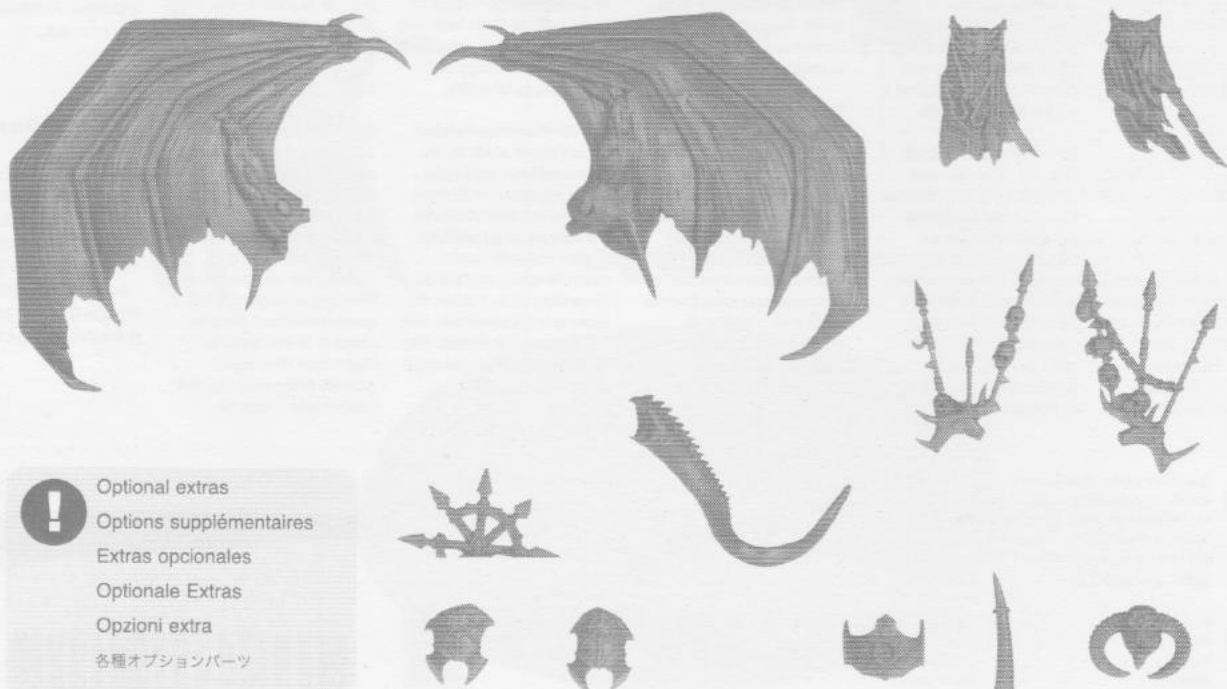 !
Optional extras
Options supplémentaires
Extras opcionales
Optionale Extras
Opzioni extra
各種オプションパーツ